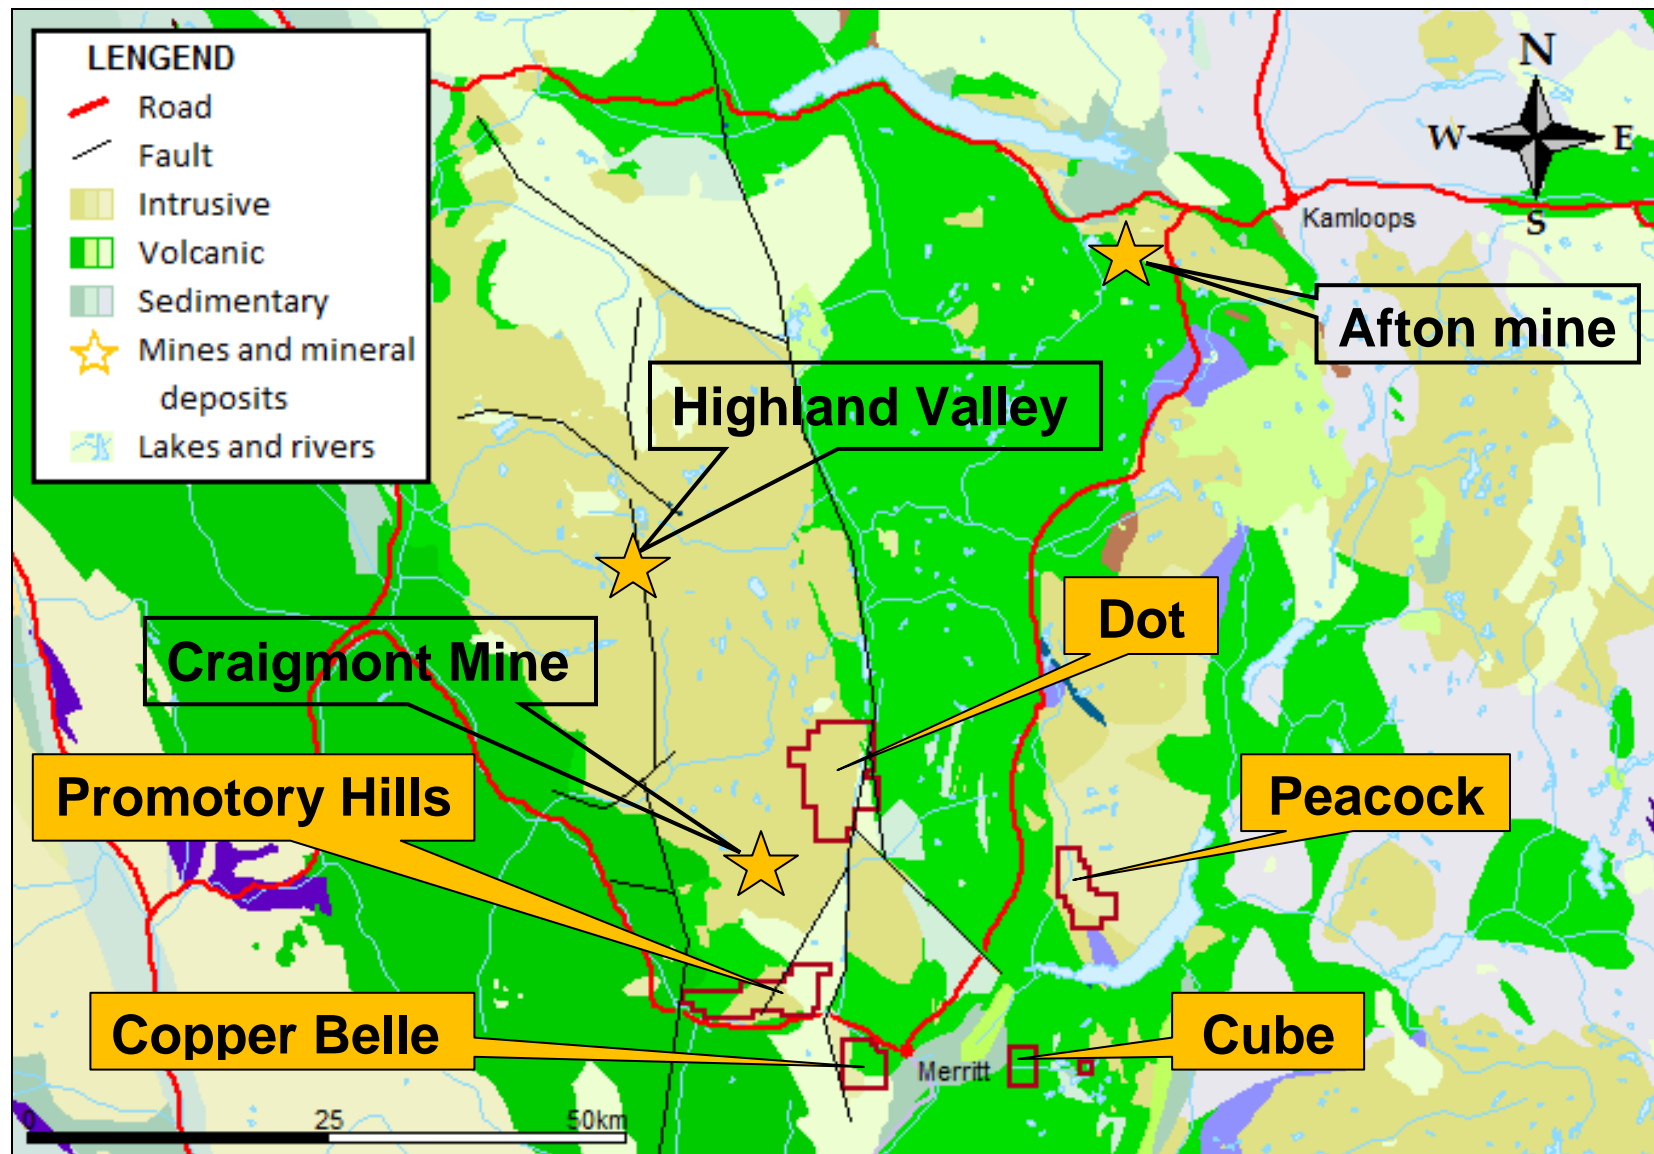 LENGEND
Road
Fault
Intrusive
Volcanic
Sedimentary
Mines and mineral
deposits
Lakes and rivers
N
W
E
S
Kamloops
Afton mine
Highland Valley
Dot
Craigmont Mine
Promotory Hills
Peacock
Copper Belle
Cube
Merritt
0 25 50km